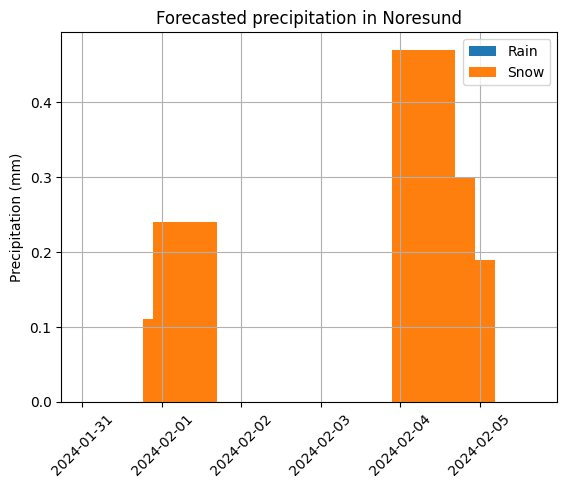 Forecasted precipitation in Noresund
Rain
Snow
Precipitation (mm)
0.4
0.3
0.2
0.1
0.0
2024-01-31
2024-02-01
2024-02-02
2024-02-03
2024-02-04
2024-02-05